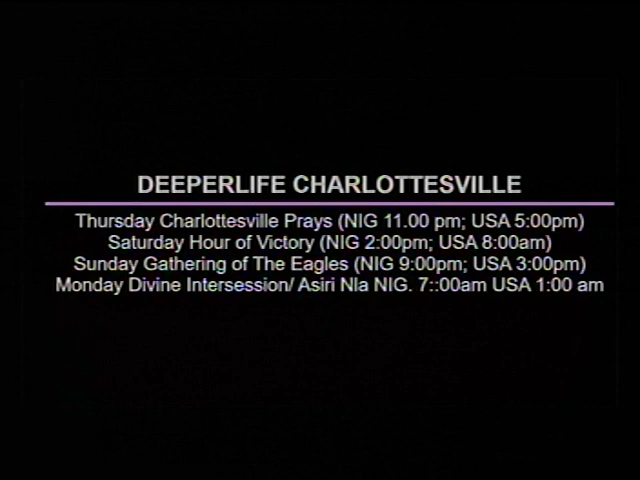 DEEPERLIFE CHARLOTTESVILLE
Thursday Charlottesville Prays (NIG 11.00 pm; USA 5:00pm)
Saturday Hour of Victory (NIG 2:00pm; USA 8:00am)
Sunday Gathering of The Eagles (NIG 9:00pm; USA 3:00pm)
Monday Divine Intersession/ Asiri Nla NIG. 7::00am USA 1:00 am